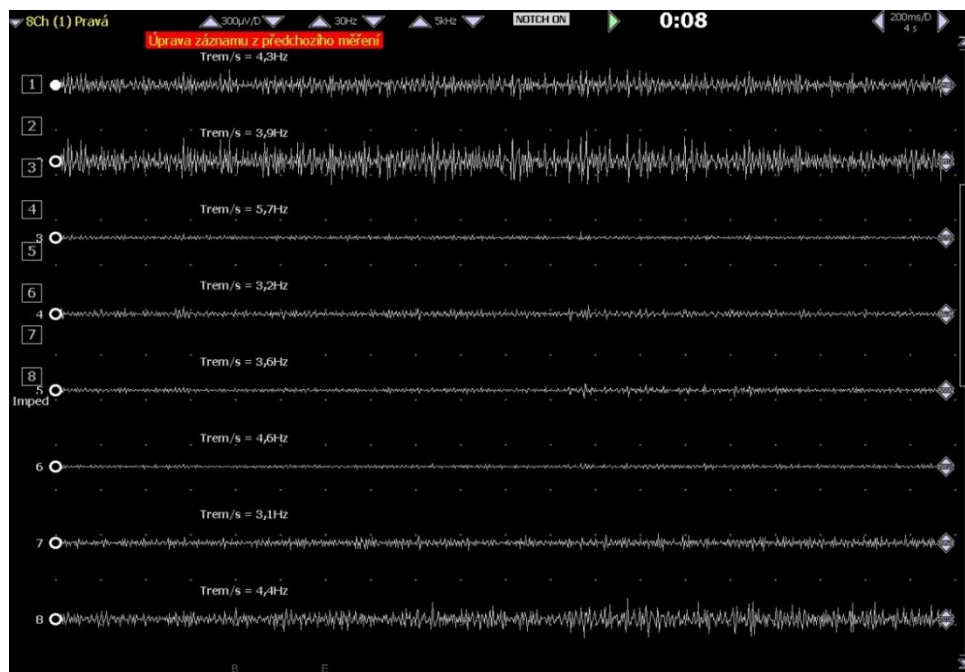 8Ch (1) Pravá 300µV/D 30Hz 5kHz NOTCH ON 0:08 200ms/D
4 s
Úprava záznamu z předchozího měření
Trem/s = 4,3Hz
1
2
Trem/s = 3,9Hz
3
4
Trem/s = 5,7Hz
3
5
6
Trem/s = 3,2Hz
4
7
Trem/s = 3,6Hz
8
5
Imped
Trem/s = 4,6Hz
6
Trem/s = 3,1Hz
7
Trem/s = 4,4Hz
8
B E